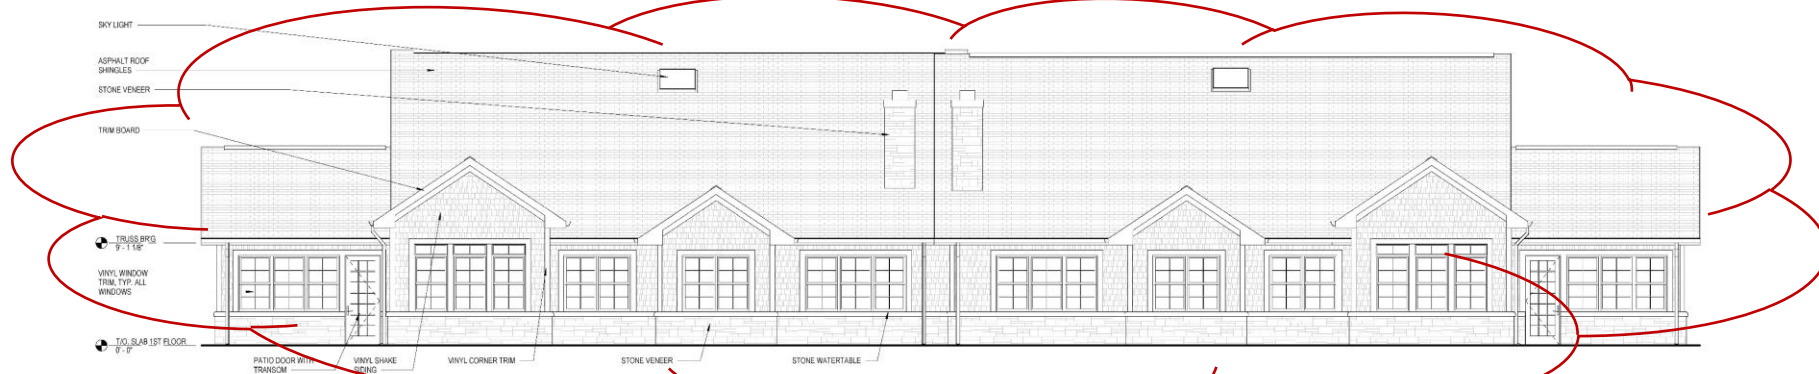 SKY LIGHT
ASPHALT ROOF
SHINGLES
STONE VENEER
TRIM BOARD
TRUSS BRG
9' - 1 1/8"
VINYL WINDOW
TRIM, TYP. ALL
WINDOWS
T/O. SLAB 1ST FLOOR
0' - 0"
PATIO DOOR WITH
TRANSOM
VINYL SHAKE
SIDING
VINYL CORNER TRIM
STONE VENEER
STONE WATERTABLE